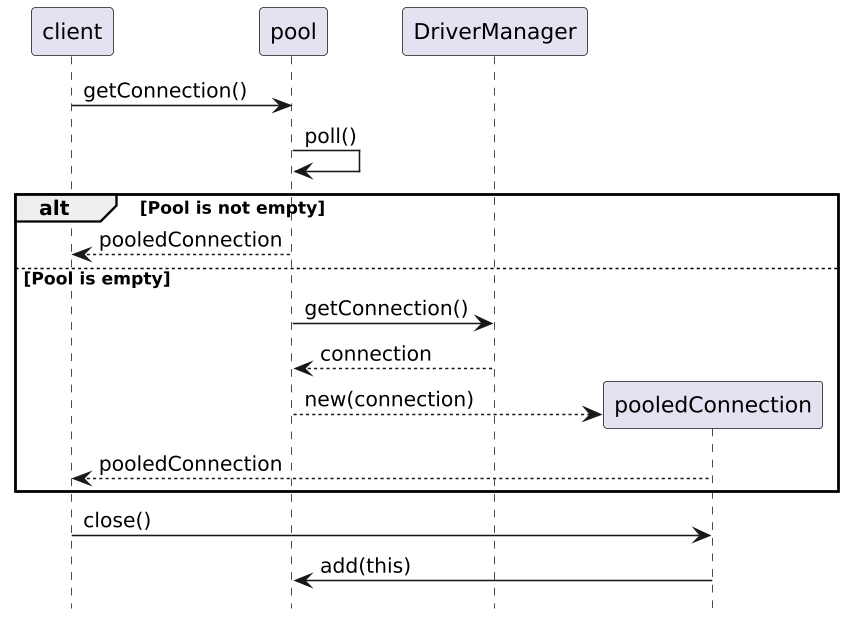 client
pool
DriverManager
getConnection()
poll()
alt
[Pool is not empty]
pooledConnection
[Pool is empty]
getConnection()
connection
new(connection)
pooledConnection
pooledConnection
close()
add(this)